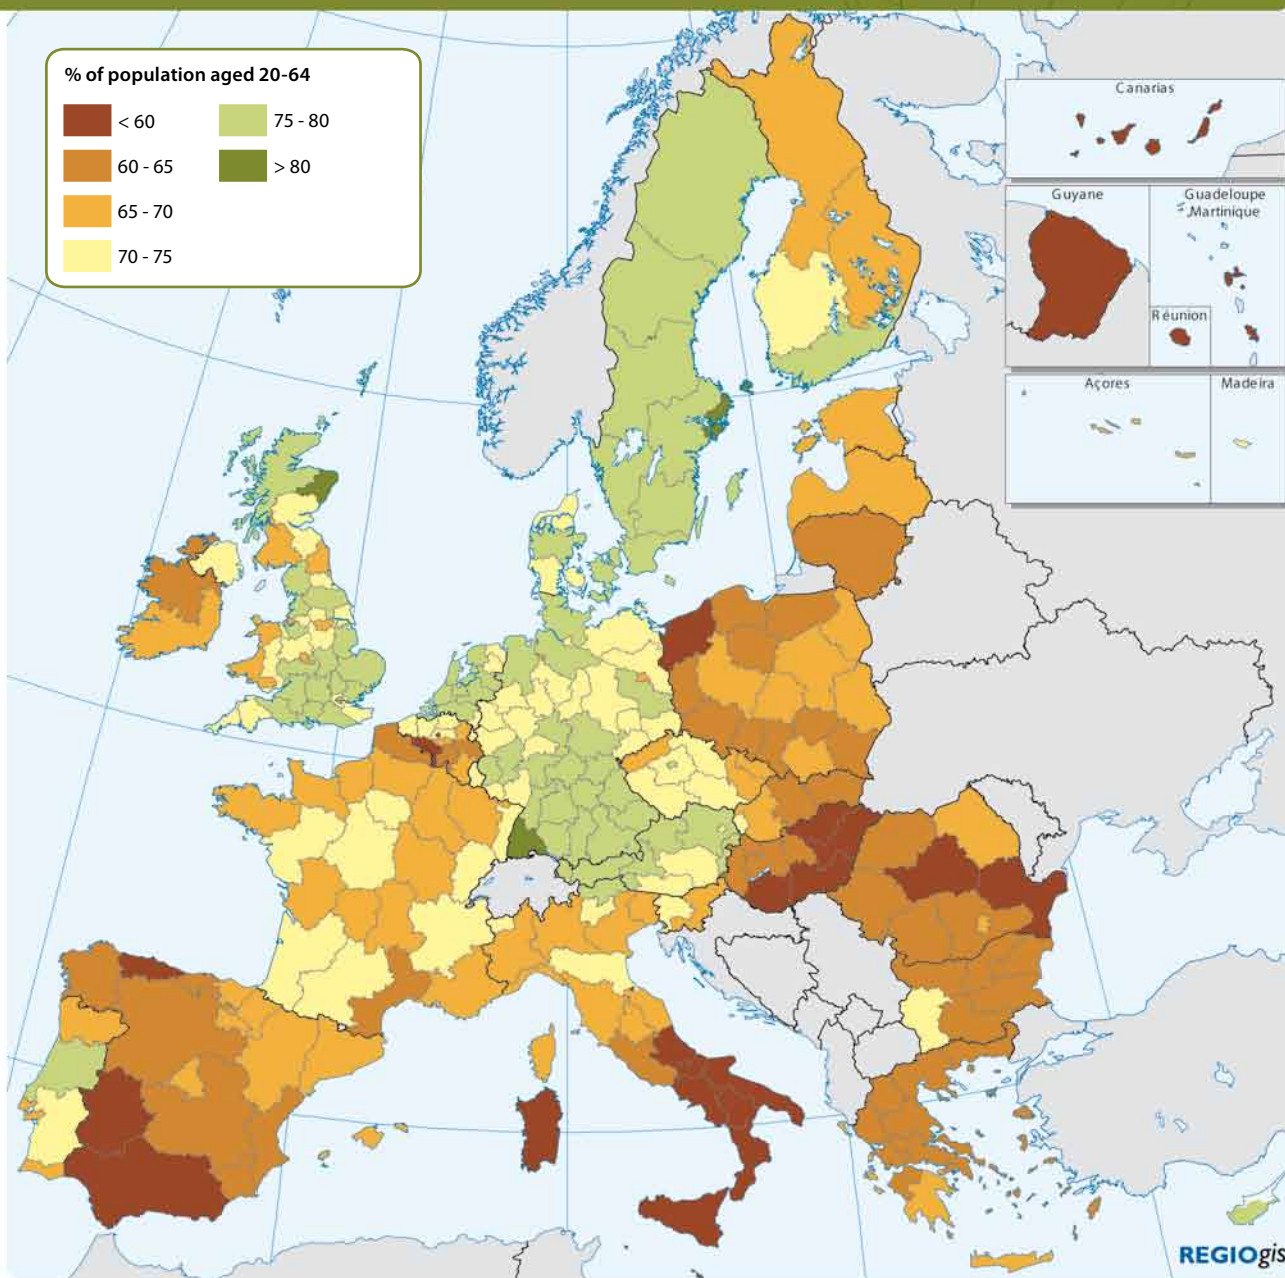 % of population aged 20-64
< 60
60 - 65
65 - 70
70 - 75
75 - 80
> 80
Canarias
Guyane
Guadeloupe
Martinique
Réunion
Açores
Madeira
REGIOgis